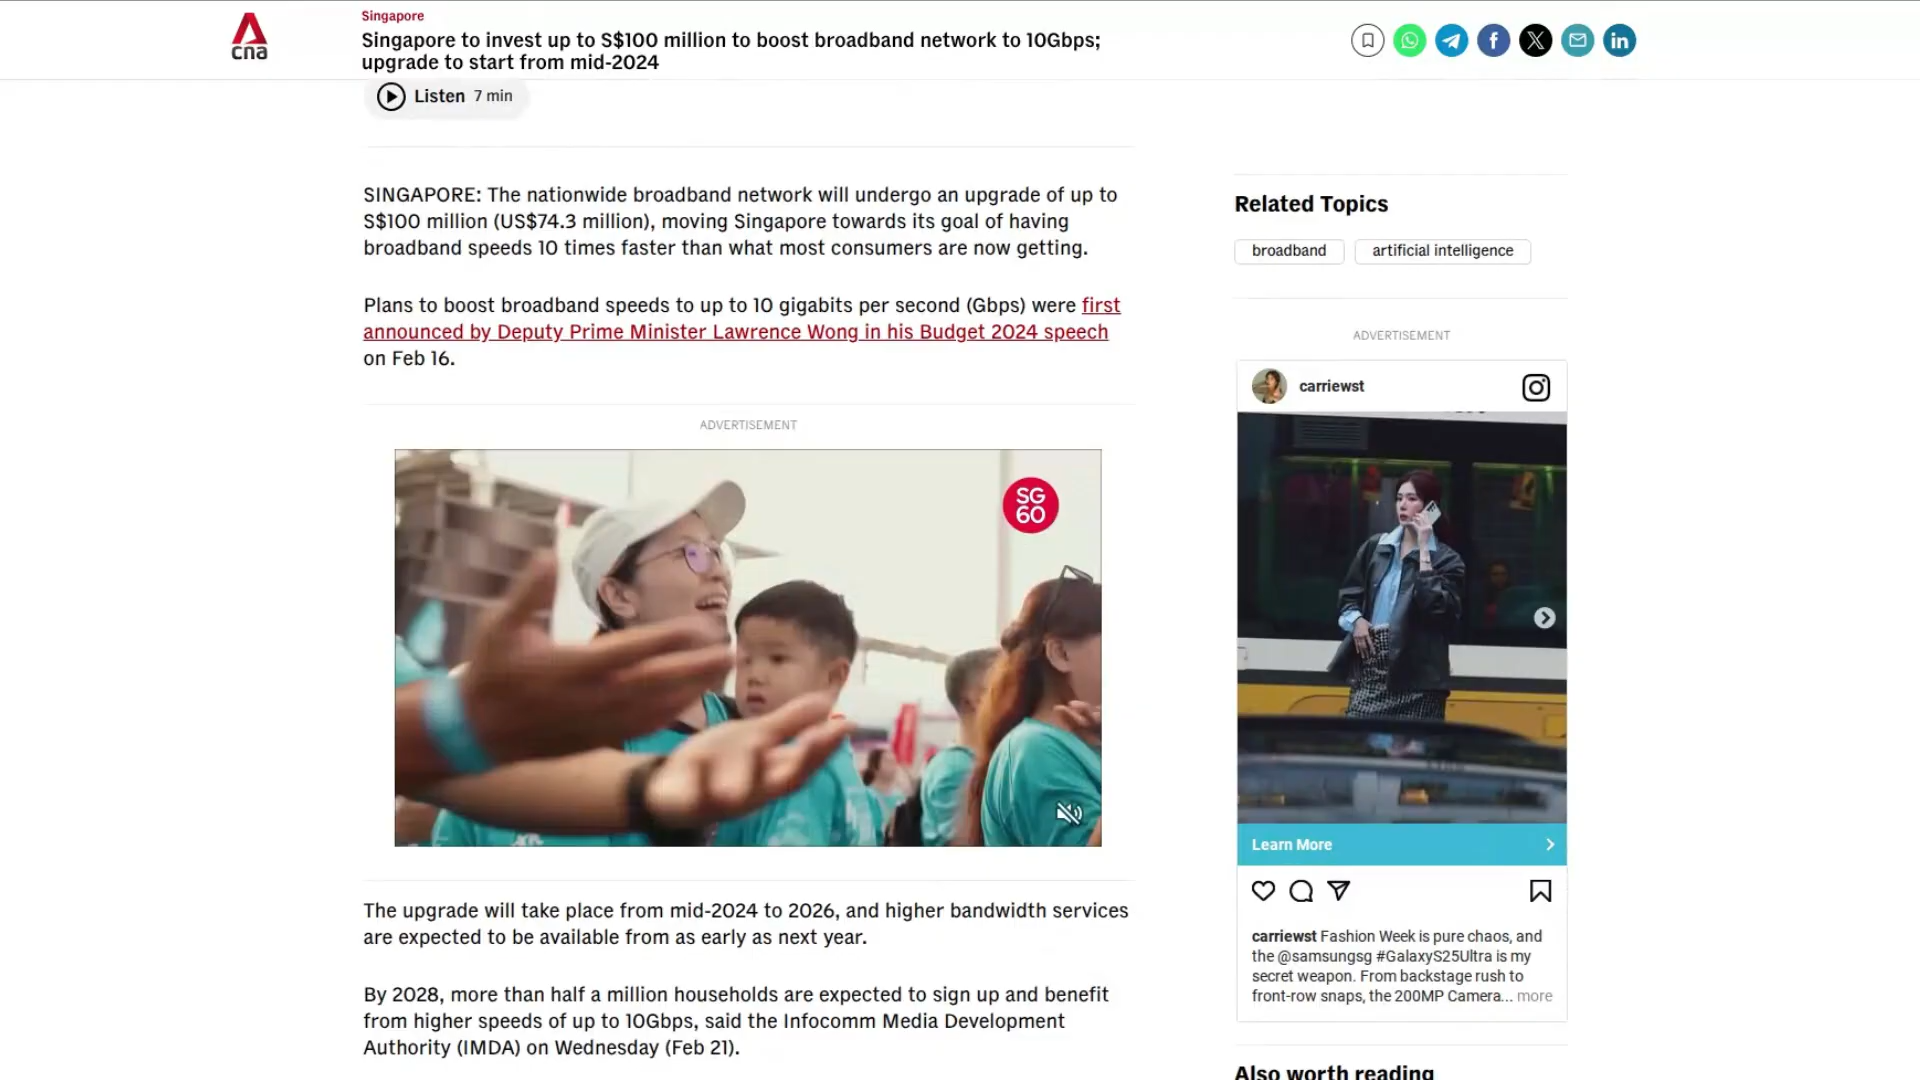 cna
Singapore
Singapore to invest up to S$100 million to boost broadband network to 10Gbps;
upgrade to start from mid-2024
Listen 7 min
SINGAPORE: The nationwide broadband network will undergo an upgrade of up to
S$100 million (US$74.3 million), moving Singapore towards its goal of having
broadband speeds 10 times faster than what most consumers are now getting.
Plans to boost broadband speeds to up to 10 gigabits per second (Gbps) were first
announced by Deputy Prime Minister Lawrence Wong in his Budget 2024 speech
on Feb 16.
ADVERTISEMENT
SG
60
The upgrade will take place from mid-2024 to 2026, and higher bandwidth services
are expected to be available from as early as next year.
By 2028, more than half a million households are expected to sign up and benefit
from higher speeds of up to 10Gbps, said the Infocomm Media Development
Authority (IMDA) on Wednesday (Feb 21).
Related Topics
broadband
artificial intelligence
ADVERTISEMENT
carriewst
Learn More
carriewst Fashion Week is pure chaos, and
the @samsungsg #GalaxyS25Ultra is my
secret weapon. From backstage rush to
front-row snaps, the 200MP Camera... more
Also worth reading